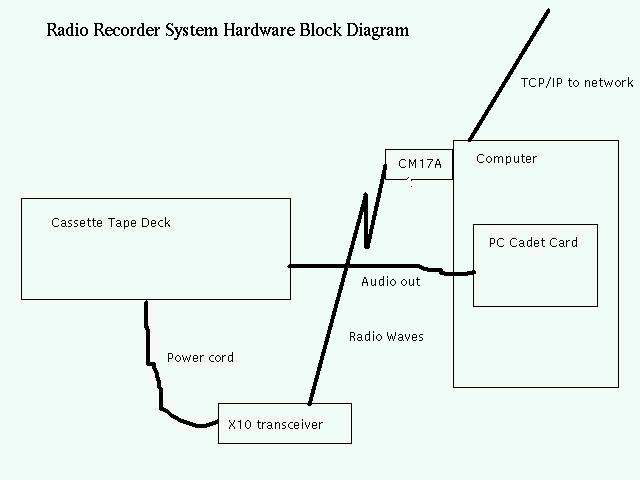 Radio Recorder System Hardware Block Diagram
TCP/IP to network
CM17A
Computer
Cassette Tape Deck
PC Cadet Card
Audio out
Radio Waves
Power cord
X10 transceiver